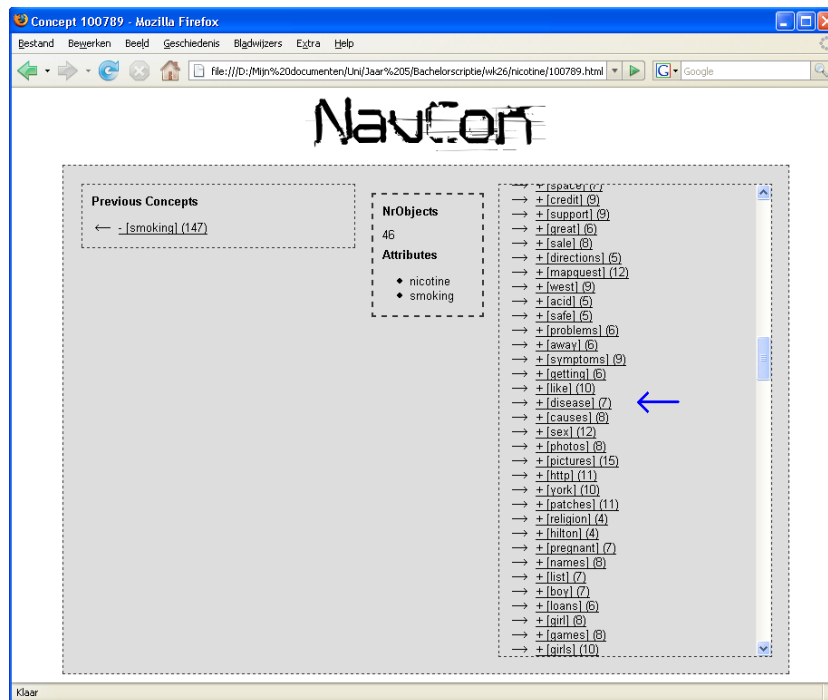 Concept 100789 - Mozilla Firefox
Bestand Bewerken Beeld Geschiedenis Bladwijzers Extra Help
file:///D:/Mijn%20documenten/Uni/Jaar%205/Bachelorscriptie/wk26/nicotine/100789.html
G Google
NavCon
Previous Concepts
← - [smoking] (147)
NrObjects
46
Attributes
• nicotine
• smoking
→ + [space] (7)
→ + [credit] (9)
→ + [support] (9)
→ + [great] (6)
→ + [sale] (8)
→ + [directions] (5)
→ + [mapquest] (12)
→ + [west] (9)
→ + [acid] (5)
→ + [safe] (5)
→ + [problems] (6)
→ + [away] (6)
→ + [symptoms] (9)
→ + [getting] (6)
→ + [like] (10)
→ + [disease] (7)
→ + [causes] (8)
→ + [sex] (12)
→ + [photos] (8)
→ + [pictures] (15)
→ + [http] (11)
→ + [york] (10)
→ + [patches] (11)
→ + [religion] (4)
→ + [hilton] (4)
→ + [pregnant] (7)
→ + [names] (8)
→ + [list] (7)
→ + [boy] (7)
→ + [loans] (6)
→ + [girl] (8)
→ + [games] (8)
→ + [girls] (10)
Klaar